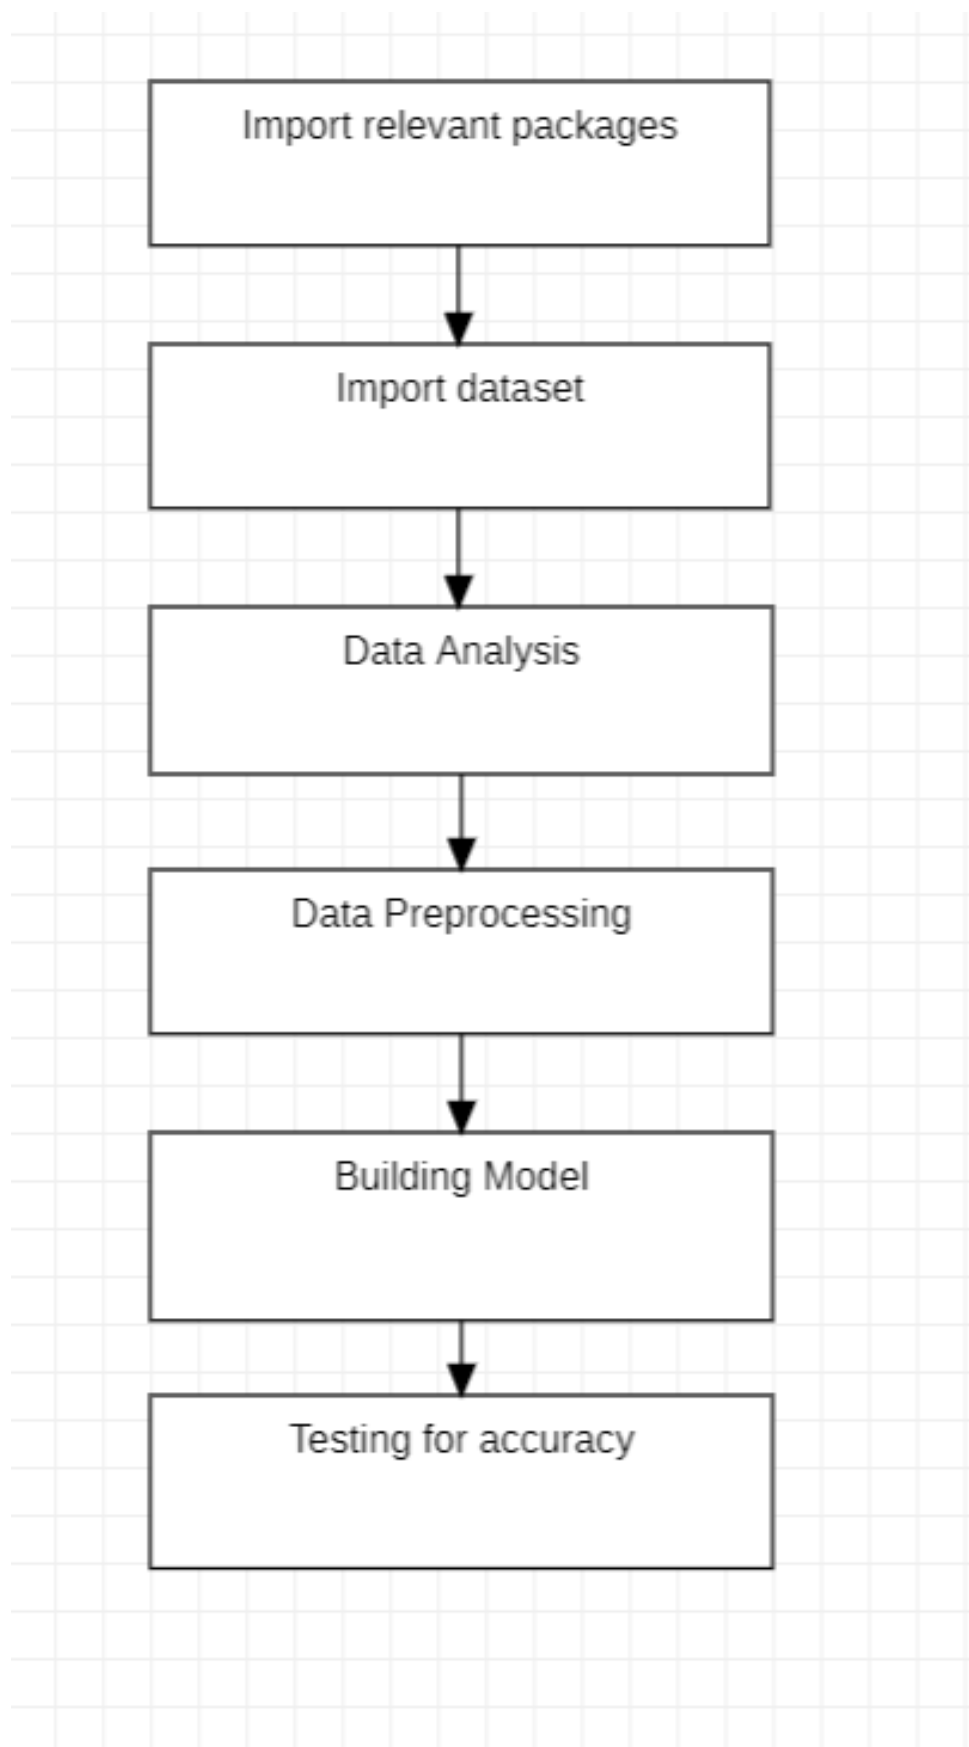 Import relevant packages
Import dataset
Data Analysis
Data Preprocessing
Building Model
Testing for accuracy